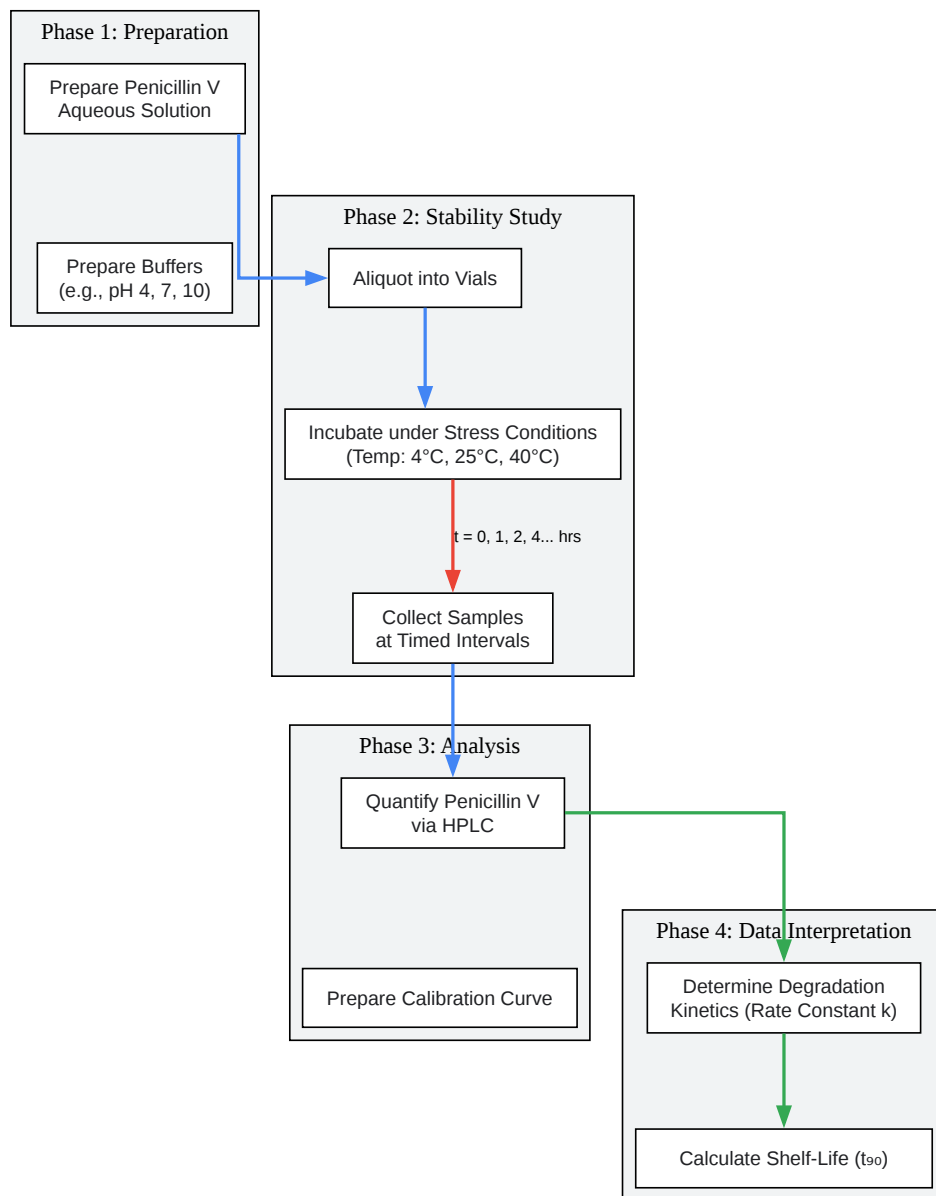 Phase 1: Preparation
Prepare Penicillin V
Aqueous Solution
Prepare Buffers
(e.g., pH 4, 7, 10)
Phase 2: Stability Study
Aliquot into Vials
Incubate under Stress Conditions
(Temp: 4°C, 25°C, 40°C)
t = 0, 1, 2, 4... hrs
Collect Samples
at Timed Intervals
Phase 3: Analysis
Quantify Penicillin V
via HPLC
Prepare Calibration Curve
Phase 4: Data Interpretation
Determine Degradation
Kinetics (Rate Constant k)
Calculate Shelf-Life (t₉₀)